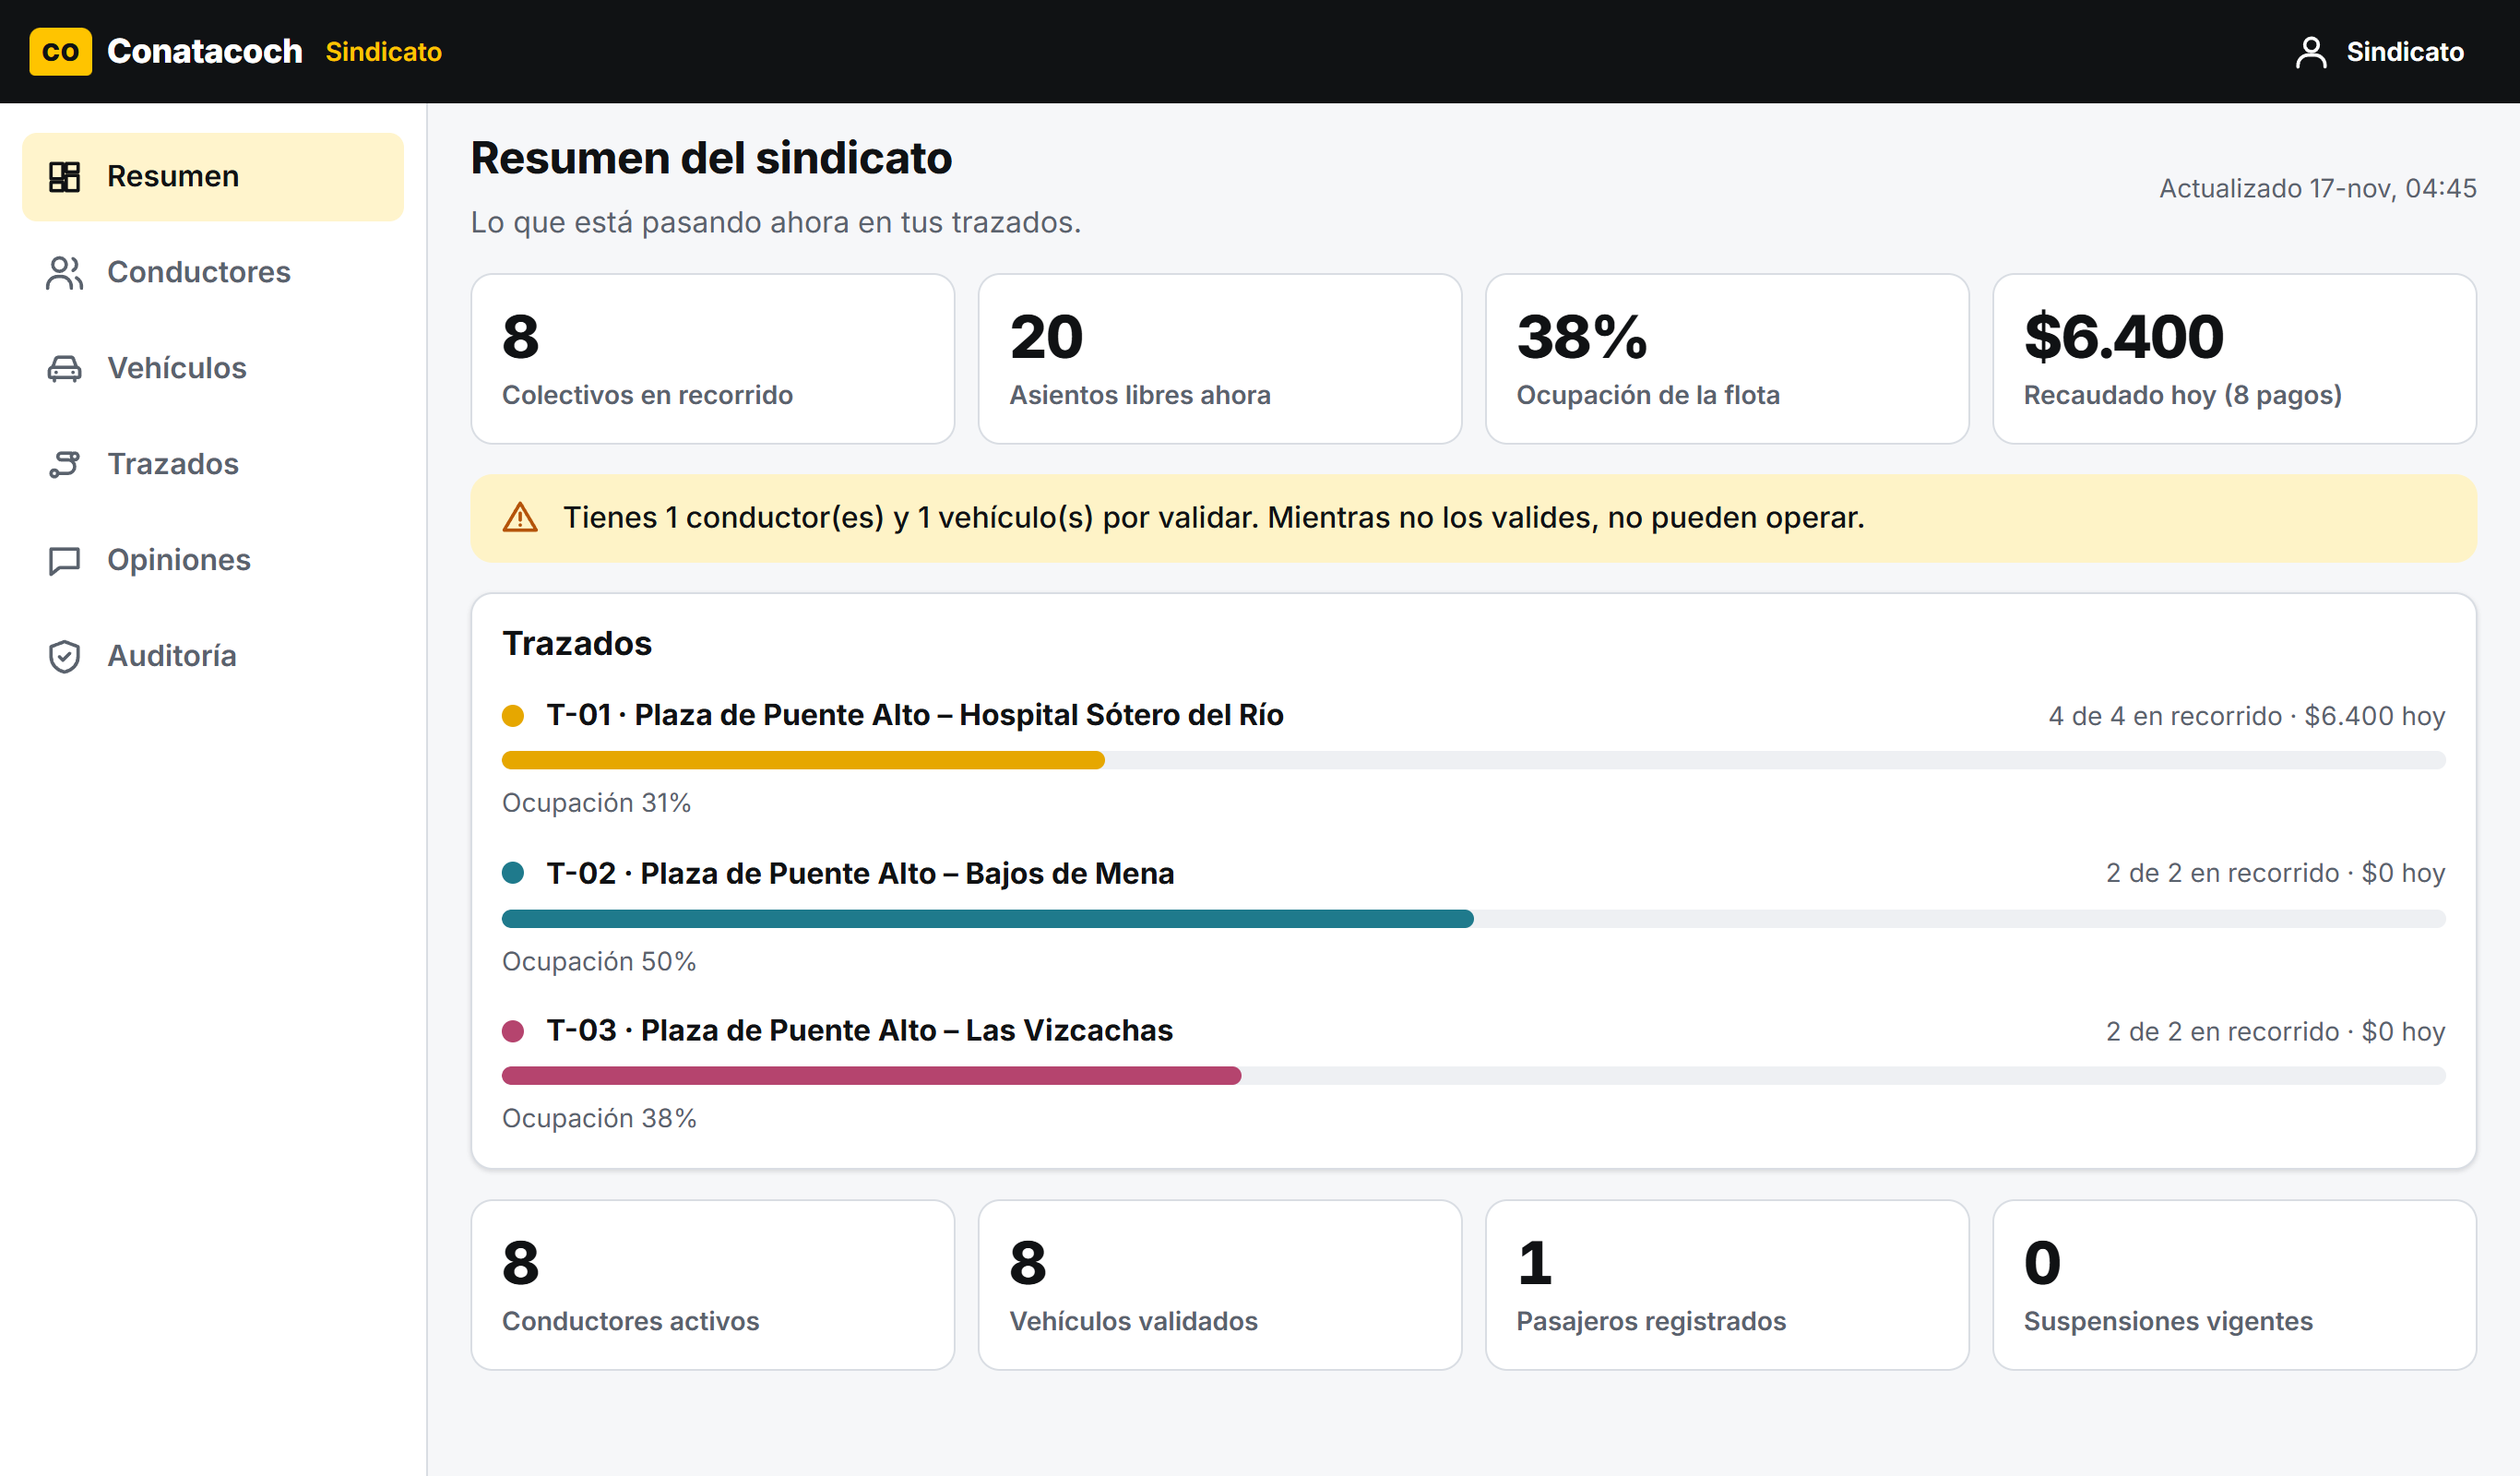 co Conatacoch Sindicato
Sindicato
Resumen
Conductores
Vehículos
Trazados
Opiniones
Auditoría
Resumen del sindicato
Lo que está pasando ahora en tus trazados.
Actualizado 17-nov, 04:45
8
Colectivos en recorrido
20
Asientos libres ahora
38%
Ocupación de la flota
$6.400
Recaudado hoy (8 pagos)
Tienes 1 conductor(es) y 1 vehículo(s) por validar. Mientras no los valides, no pueden operar.
Trazados
T-01 · Plaza de Puente Alto – Hospital Sótero del Río
4 de 4 en recorrido · $6.400 hoy
Ocupación 31%
T-02 · Plaza de Puente Alto – Bajos de Mena
2 de 2 en recorrido · $0 hoy
Ocupación 50%
T-03 · Plaza de Puente Alto – Las Vizcachas
2 de 2 en recorrido · $0 hoy
Ocupación 38%
8
Conductores activos
8
Vehículos validados
1
Pasajeros registrados
0
Suspensiones vigentes